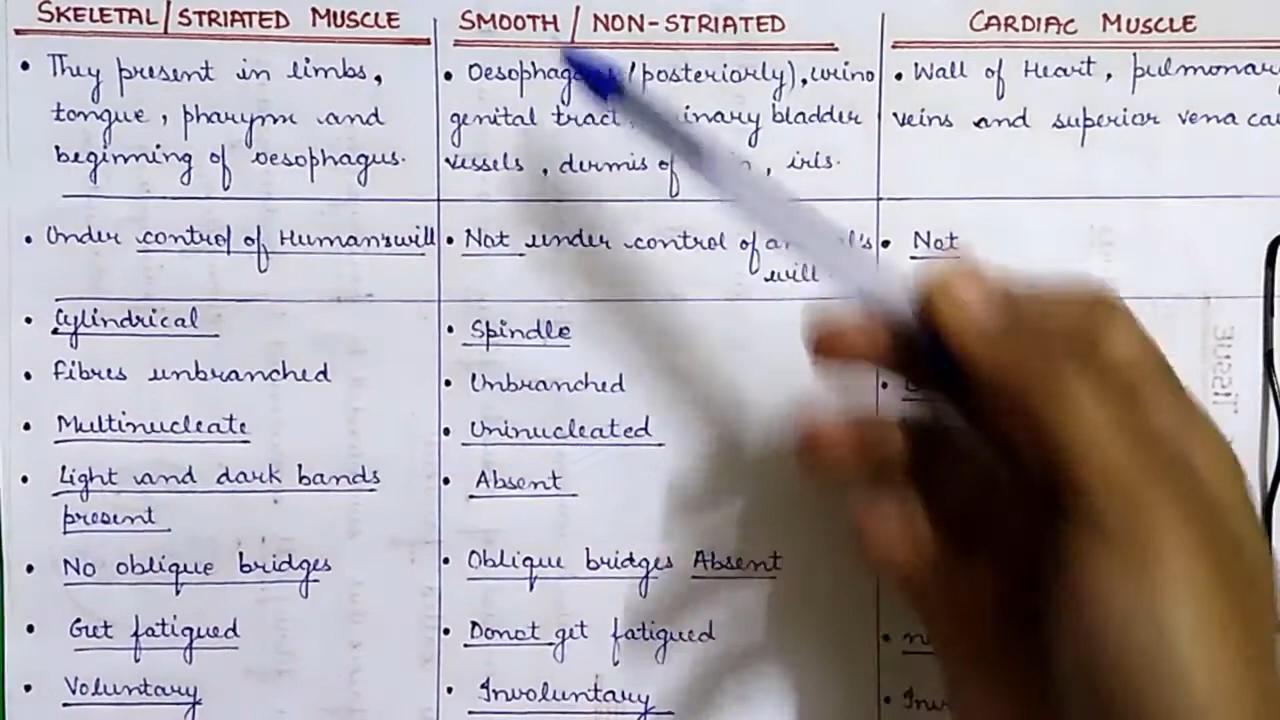 SKELETAL/STRIATED MUSCLE
They present in limbs,
tongue, pharynx and
beginning of oesophagus.
Under control of Human's will
Cylindrical
Fibres unbranched
Multinucleate
Light and dark bands
present
No oblique bridges
Get fatigued
Voluntary
SMOOTH/NON-STRIATED
(posteriorly), urino
genital tract, bladder
vessels, dermis of , iris.
Not under control of
will
Spindle
Unbranched
Uninucleated
Absent
Oblique bridges Absent
Donot get fatigued
Involuntary
CARDIAC MUSCLE
Wall of Heart, pulmonary
veins and superior vena
Not
TISSUE